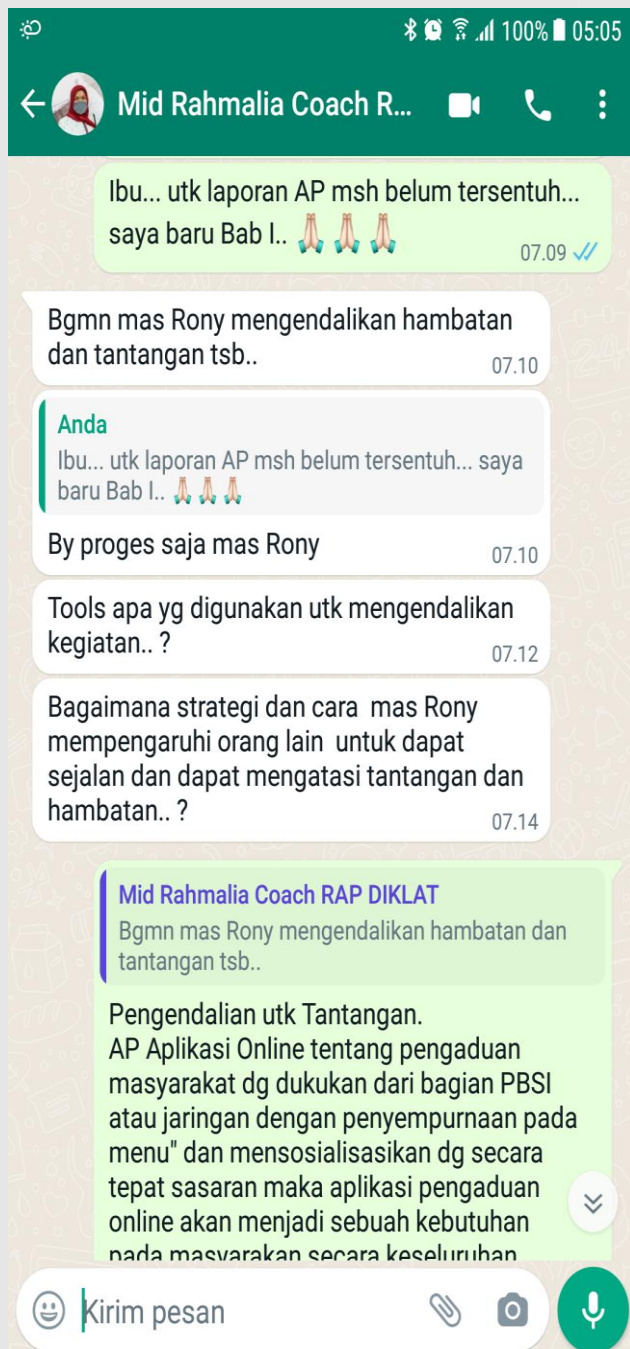 100% 05:05
Mid Rahmalia Coach R...
Ibu... utk laporan AP msh belum tersentuh...
saya baru Bab I.. 🙏🙏🙏
07.09
Bgmn mas Rony mengendalikan hambatan
dan tantangan tsb..
07.10
Anda
Ibu... utk laporan AP msh belum tersentuh... saya
baru Bab I.. 🙏🙏🙏
By proges saja mas Rony
07.10
Tools apa yg digunakan utk mengendalikan
kegiatan.. ?
07.12
Bagaimana strategi dan cara mas Rony
mempengaruhi orang lain untuk dapat
sejalan dan dapat mengatasi tantangan dan
hambatan.. ?
07.14
Mid Rahmalia Coach RAP DIKLAT
Bgmn mas Rony mengendalikan hambatan dan
tantangan tsb..
Pengendalian utk Tantangan.
AP Aplikasi Online tentang pengaduan
masyarakat dg dukukan dari bagian PBSI
atau jaringan dengan penyempurnaan pada
menu" dan mensosialisasikan dg secara
tepat sasaran maka aplikasi pengaduan
online akan menjadi sebuah kebutuhan
pada masyarakan secara keseluruhan
Kirim pesan